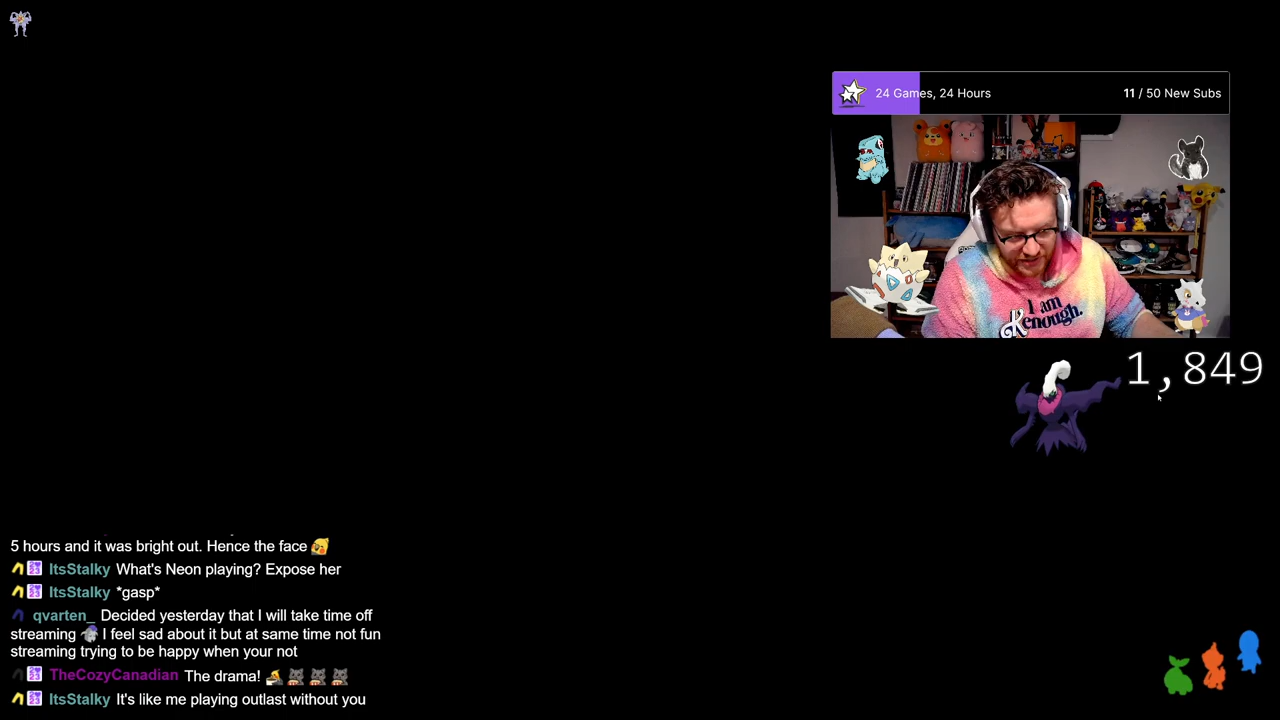 24 Games, 24 Hours 11 / 50 New Subs
I am
Kenough.
1,849
5 hours and it was bright out. Hence the face
ItsStalky What's Neon playing? Expose her
ItsStalky *gasp*
qvarten_ Decided yesterday that I will take time off
streaming I feel sad about it but at same time not fun
streaming trying to be happy when your not
TheCozyCanadian The drama!
ItsStalky It's like me playing outlast without you